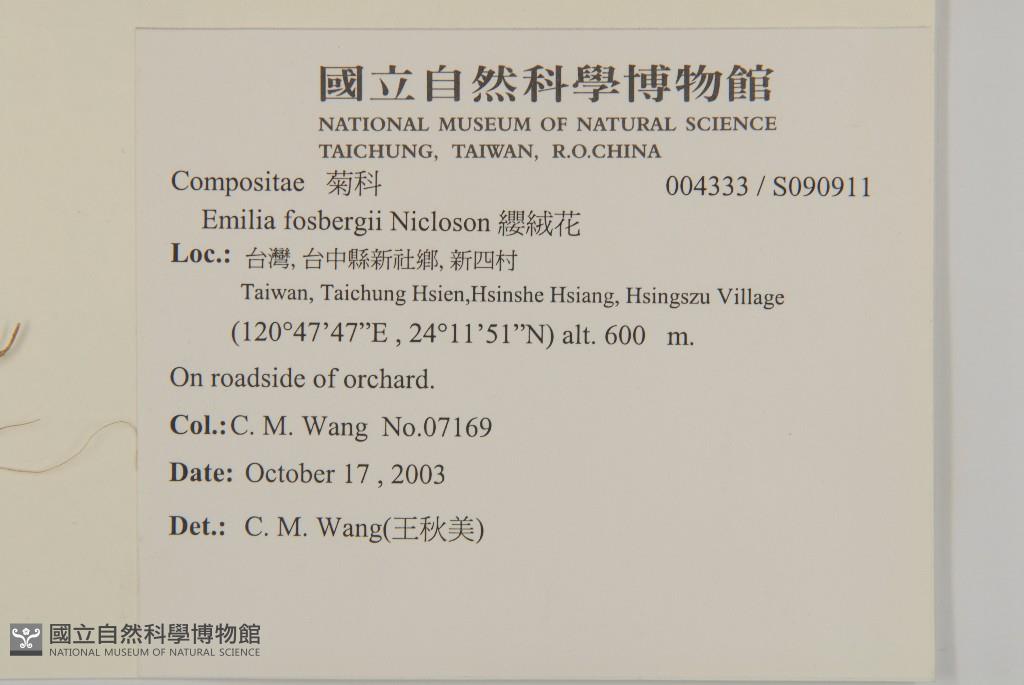 國立自然科學博物館
NATIONAL MUSEUM OF NATURAL SCIENCE
TAICHUNG, TAIWAN, R.O.CHINA
Compositae 菊科 004333 / S090911
Emilia fosbergii Nicloson 纓絨花
Loc.: 台灣, 台中縣新社鄉, 新四村
Taiwan, Taichung Hsien,Hsinshe Hsiang, Hsingszu Village
(120°47’47”E , 24°11’51”N) alt. 600 m.
On roadside of orchard.
Col.: C. M. Wang No.07169
Date: October 17 , 2003
Det.: C. M. Wang(王秋美)
國立自然科學博物館
NATIONAL MUSEUM OF NATURAL SCIENCE